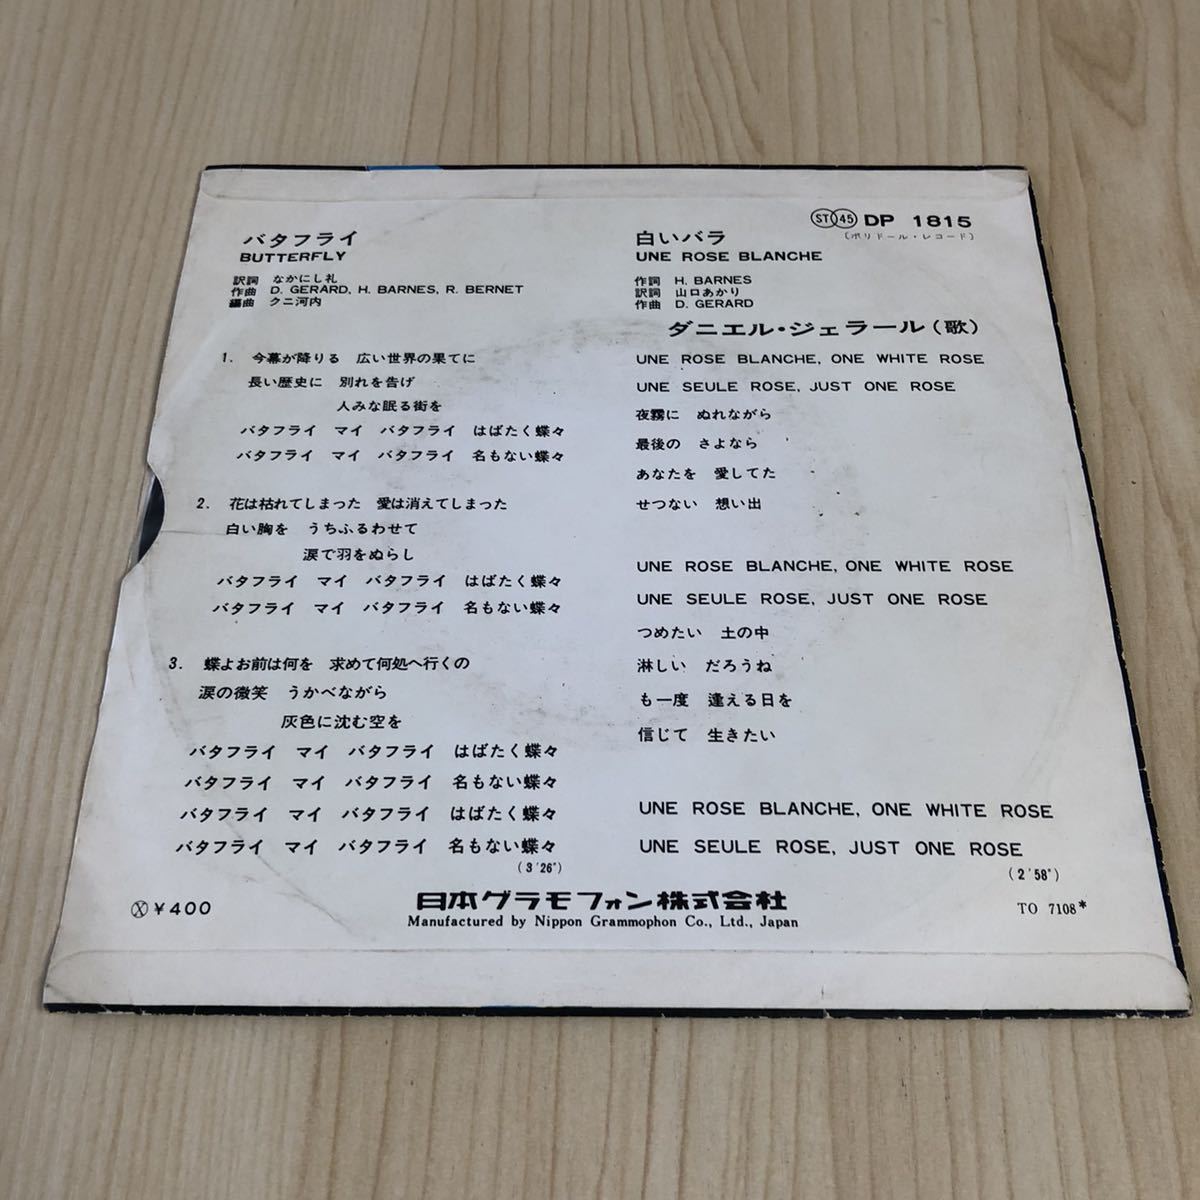 ST 45 DP 1815
(ポリドール・レコード)
バタフライ
BUTTERFLY
訳詞 なかにし礼
作曲 D. GERARD, H. BARNES, R. BERNET
編曲 クニ河内
1. 今幕が降りる 広い世界の果てに
長い歴史に 別れを告げ
人みな眠る街を
バタフライ マイ バタフライ はばたく蝶々
バタフライ マイ バタフライ 名もない蝶々
2. 花は枯れてしまった 愛は消えてしまった
白い胸を うちふるわせて
涙で羽をぬらし
バタフライ マイ バタフライ はばたく蝶々
バタフライ マイ バタフライ 名もない蝶々
3. 蝶よお前は何を 求めて何処へ行くの
涙の微笑 うかべながら
灰色に沈む空を
バタフライ マイ バタフライ はばたく蝶々
バタフライ マイ バタフライ 名もない蝶々
バタフライ マイ バタフライ はばたく蝶々
バタフライ マイ バタフライ 名もない蝶々
(3'26")
白いバラ
UNE ROSE BLANCHE
作詞 H. BARNES
訳詞 山口あかり
作曲 D. GERARD
ダニエル・ジェラール(歌)
UNE ROSE BLANCHE, ONE WHITE ROSE
UNE SEULE ROSE, JUST ONE ROSE
夜霧に ぬれながら
最後の さよなら
あなたを 愛してた
せつない 想い出
UNE ROSE BLANCHE, ONE WHITE ROSE
UNE SEULE ROSE, JUST ONE ROSE
つめたい 土の中
淋しい だろうね
も一度 逢える日を
信じて 生きたい
UNE ROSE BLANCHE, ONE WHITE ROSE
UNE SEULE ROSE, JUST ONE ROSE
(2'58")
Ⓧ ¥400
日本グラモフォン株式会社
Manufactured by Nippon Grammophon Co., Ltd., Japan
TO 7108*